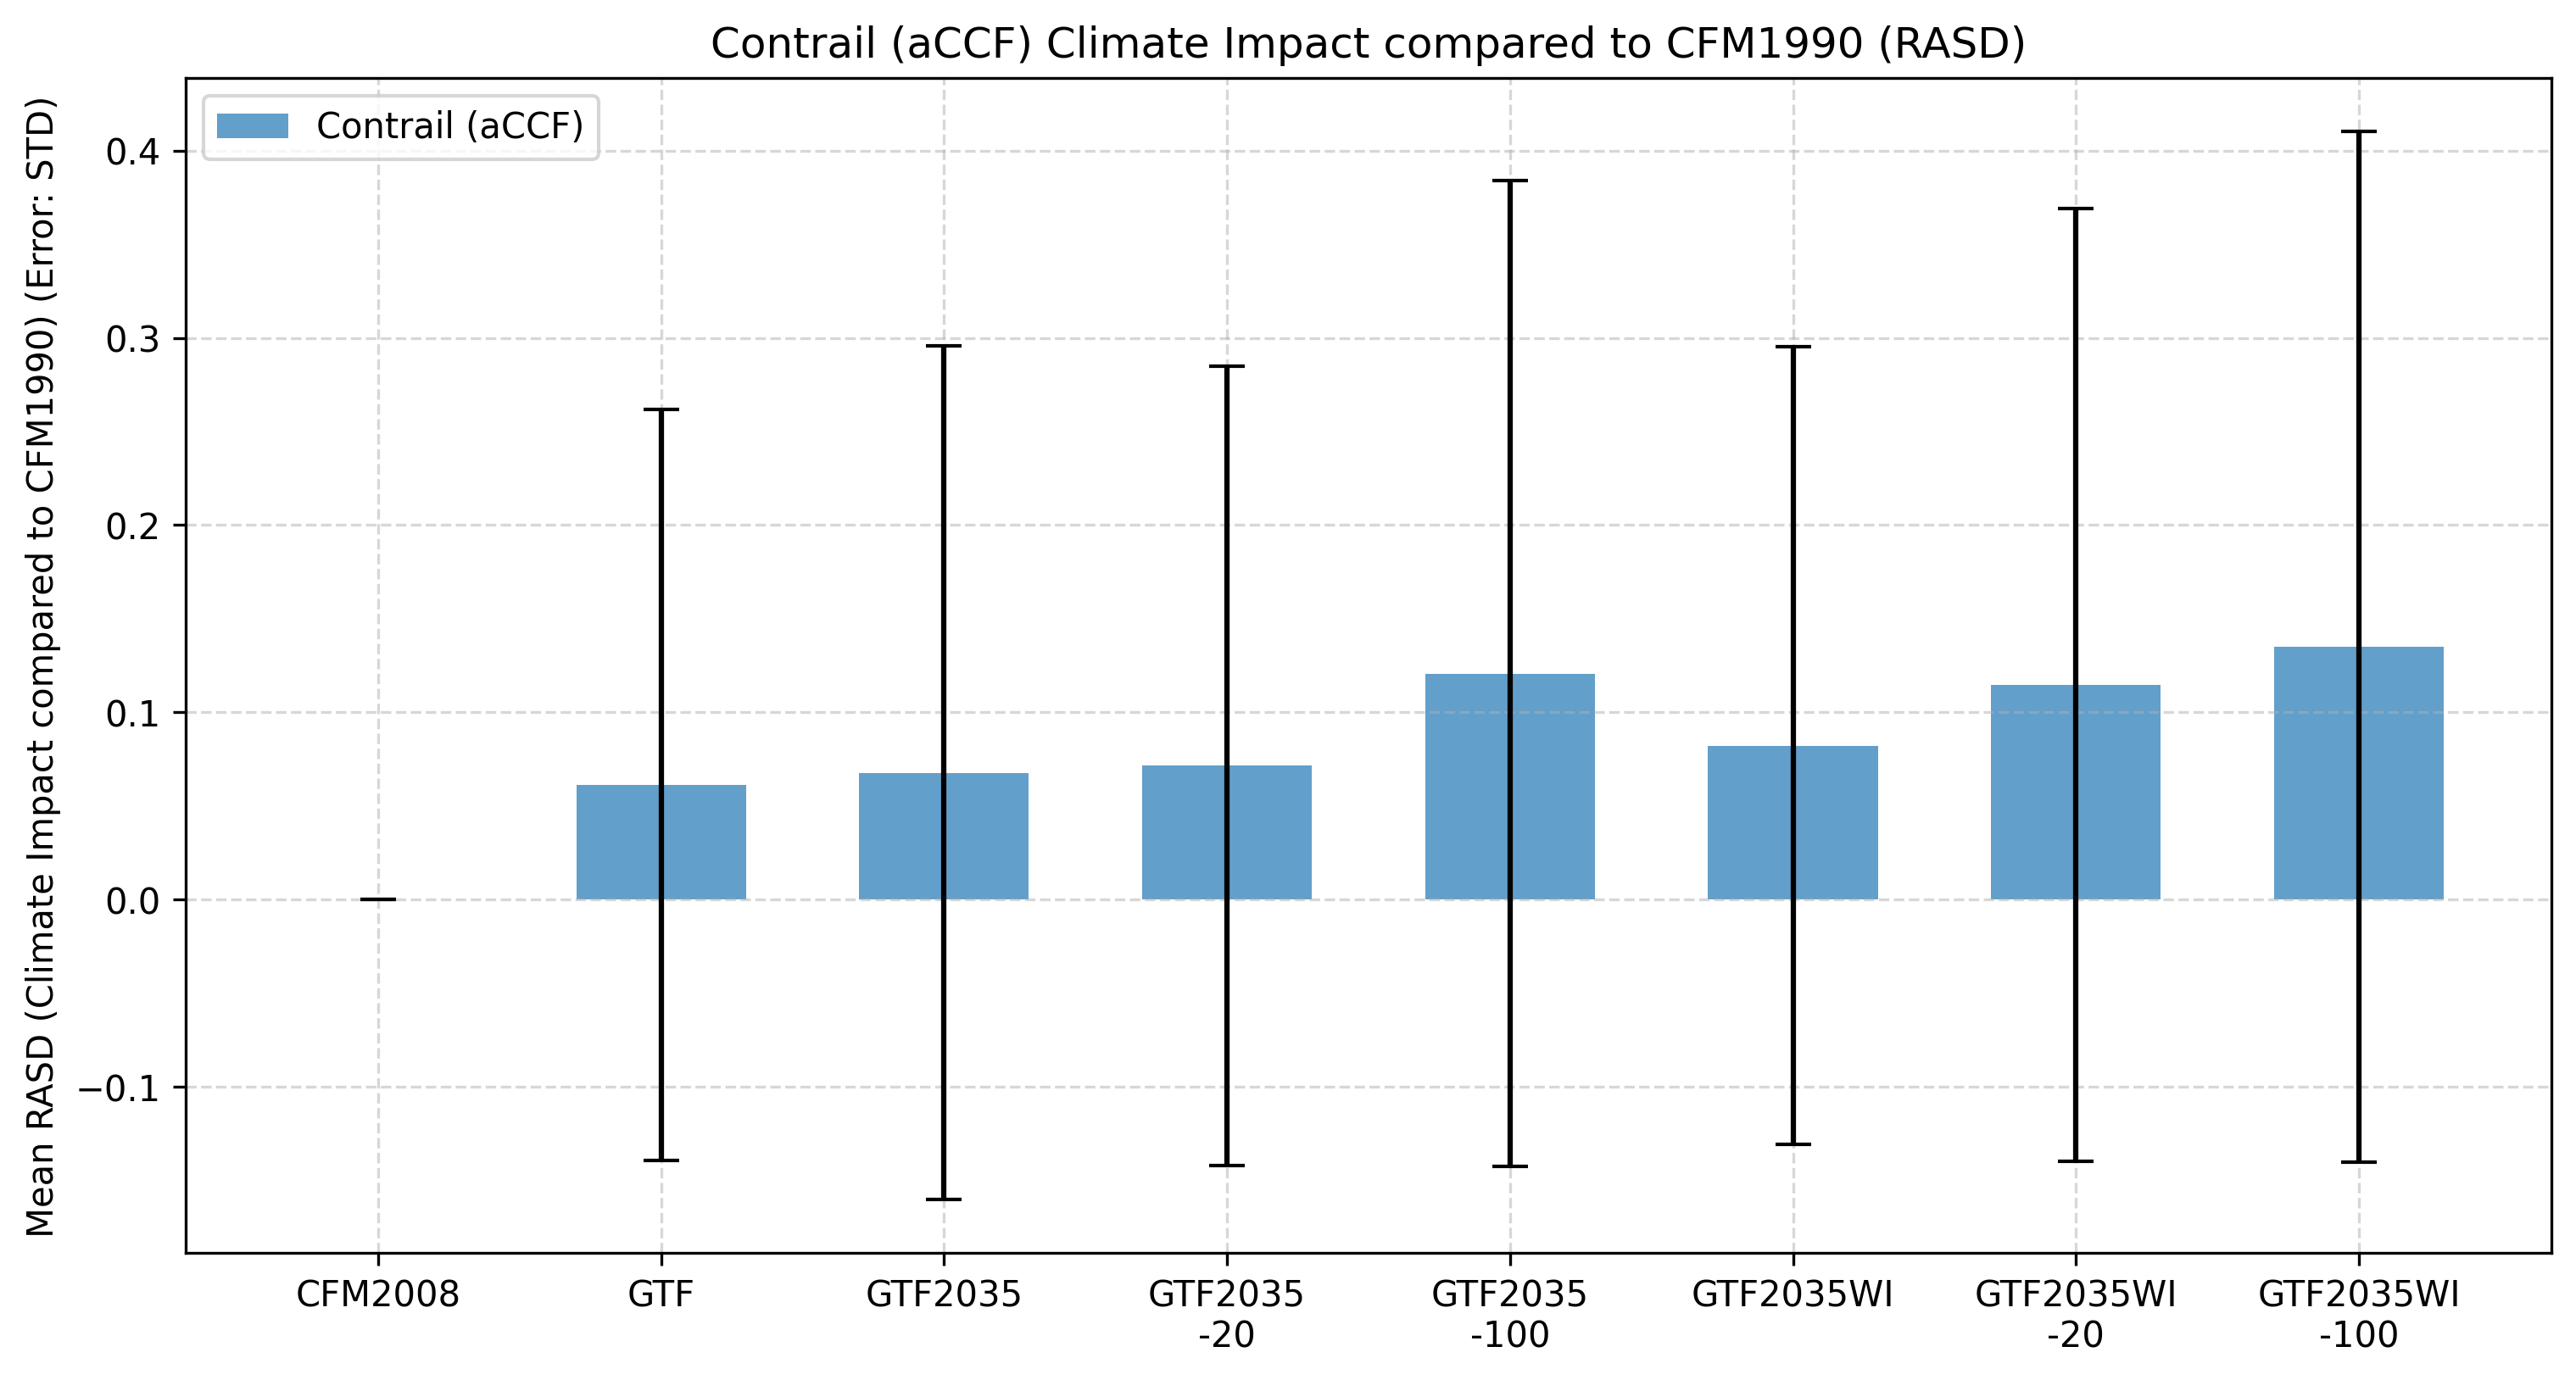 Contrail (aCCF) Climate Impact compared to CFM1990 (RASD)
Mean RASD (Climate Impact compared to CFM1990) (Error: STD)
Contrail (aCCF)
0.4
0.3
0.2
0.1
0.0
−0.1
CFM2008
GTF
GTF2035
GTF2035
-20
GTF2035
-100
GTF2035WI
GTF2035WI
-20
GTF2035WI
-100